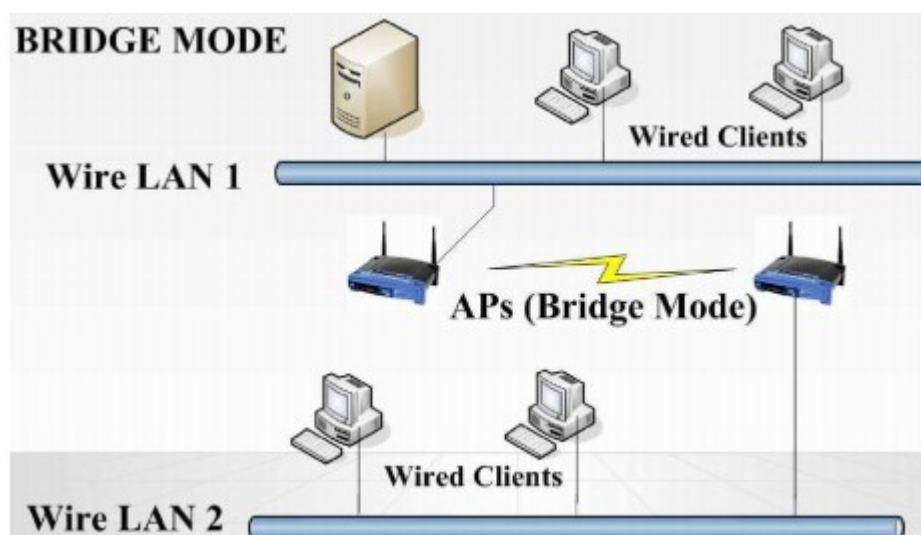 BRIDGE MODE
Wired Clients
Wire LAN 1
APs (Bridge Mode)
Wired Clients
Wire LAN 2